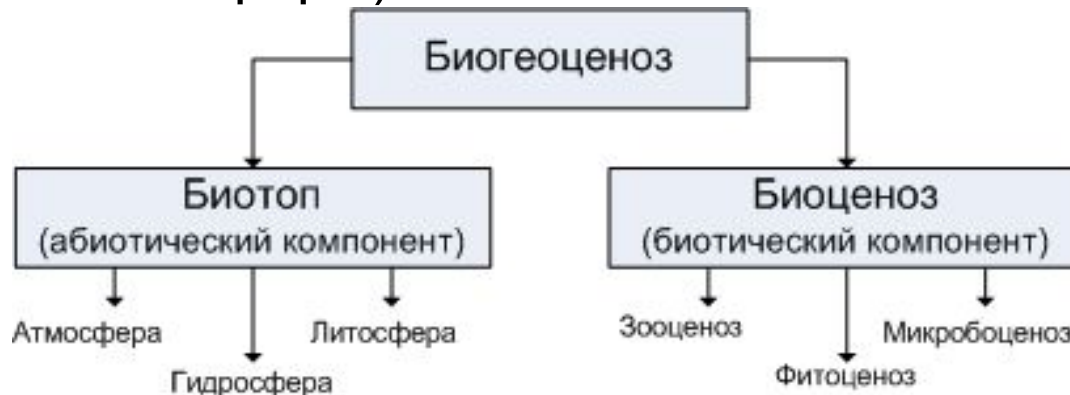 Биогеоценоз
Биотоп
(абиотический компонент)
Биоценоз
(биотический компонент)
Атмосфера
Гидросфера
Литосфера
Зооценоз
Фитоценоз
Микробоценоз